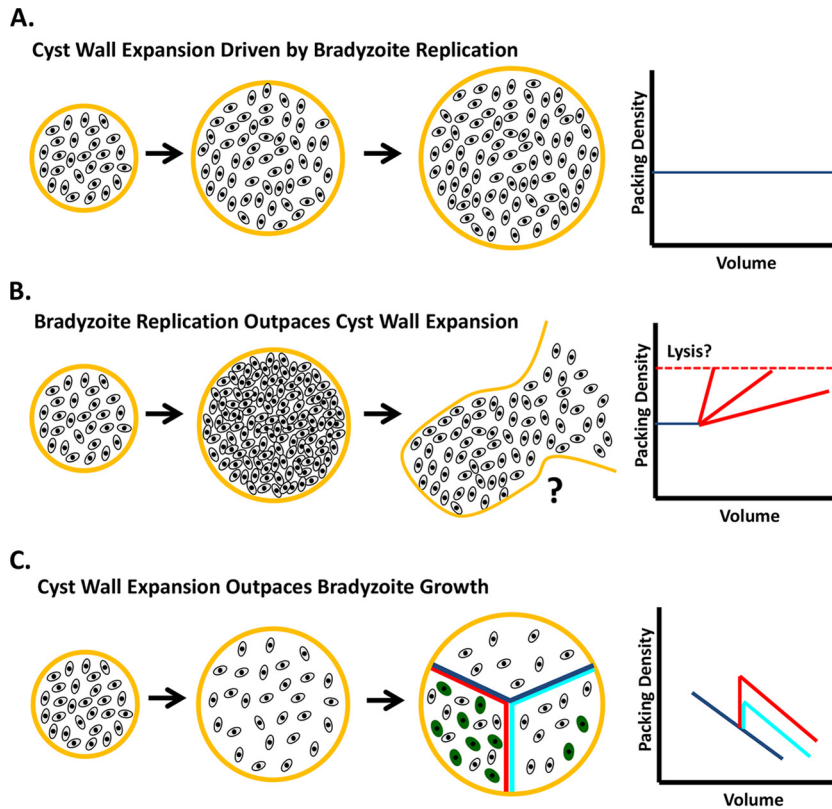 A.
Cyst Wall Expansion Driven by Bradyzoite Replication
Packing Density
Volume
B.
Bradyzoite Replication Outpaces Cyst Wall Expansion
?
Lysis?
Packing Density
Volume
C.
Cyst Wall Expansion Outpaces Bradyzoite Growth
Packing Density
Volume